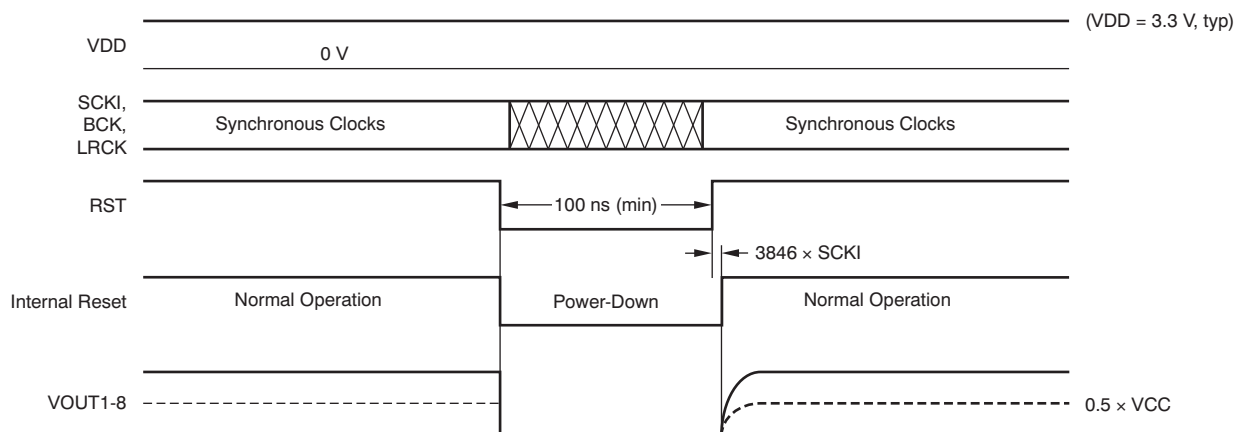 (VDD = 3.3 V, typ)
VDD
0 V
SCKI,
BCK,
LRCK
Synchronous Clocks
Synchronous Clocks
RST
100 ns (min)
3846 × SCKI
Internal Reset
Normal Operation
Power-Down
Normal Operation
VOUT1-8
0.5 × VCC